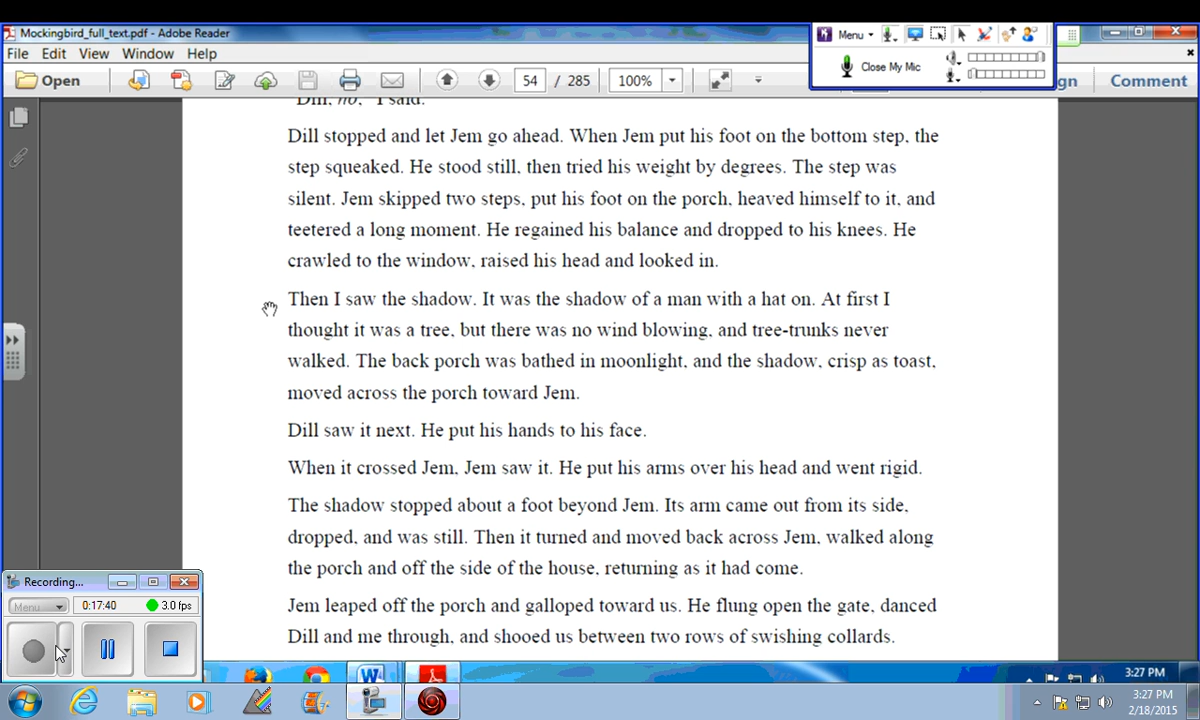 Mockingbird_full_text.pdf - Adobe Reader
Menu
File Edit View Window Help
Close My Mic
Open
54 / 285
100%
gn
Comment
"Dill, no," I said.
Dill stopped and let Jem go ahead. When Jem put his foot on the bottom step, the
step squeaked. He stood still, then tried his weight by degrees. The step was
silent. Jem skipped two steps, put his foot on the porch, heaved himself to it, and
teetered a long moment. He regained his balance and dropped to his knees. He
crawled to the window, raised his head and looked in.
Then I saw the shadow. It was the shadow of a man with a hat on. At first I
thought it was a tree, but there was no wind blowing, and tree-trunks never
walked. The back porch was bathed in moonlight, and the shadow, crisp as toast,
moved across the porch toward Jem.
Dill saw it next. He put his hands to his face.
When it crossed Jem, Jem saw it. He put his arms over his head and went rigid.
The shadow stopped about a foot beyond Jem. Its arm came out from its side,
dropped, and was still. Then it turned and moved back across Jem, walked along
the porch and off the side of the house, returning as it had come.
Jem leaped off the porch and galloped toward us. He flung open the gate, danced
Dill and me through, and shooed us between two rows of swishing collards.
Recording...
Menu
0:17:40
3.0 fps
3:27 PM
3:27 PM
2/18/2015